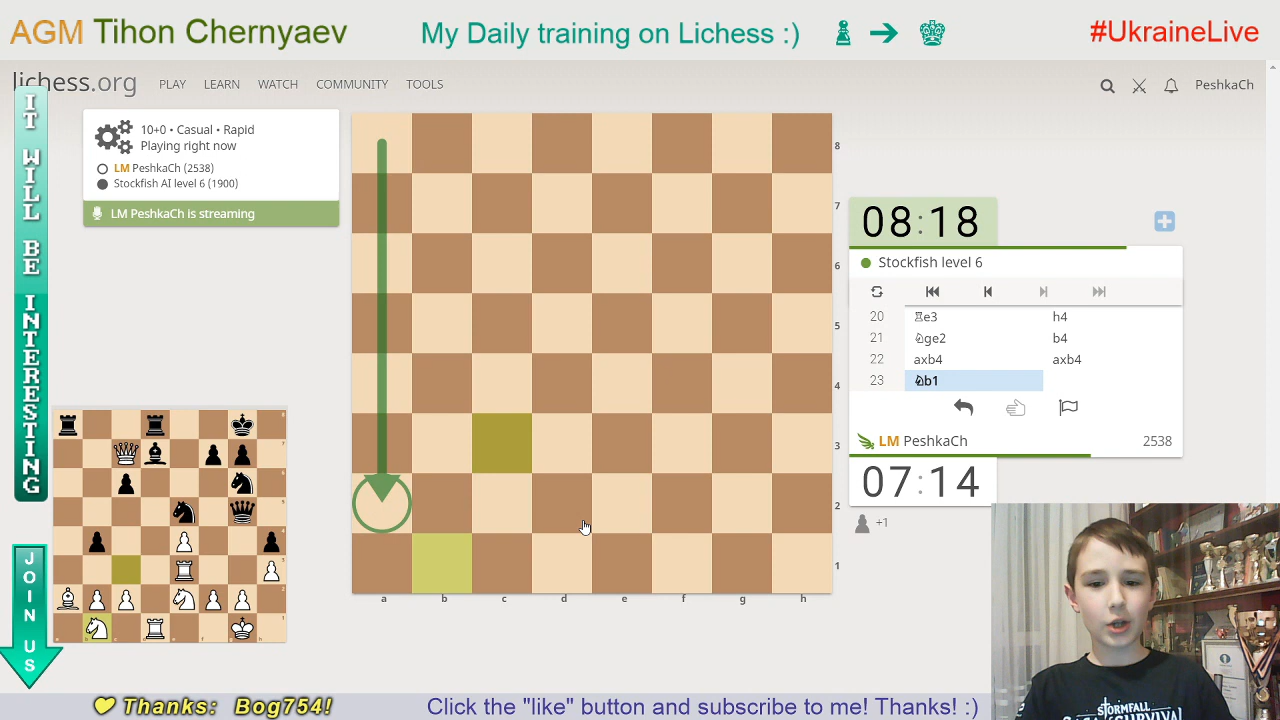 AGM Tihon Chernyaev
My Daily training on Lichess :)
#UkraineLive
lichess.org
PLAY
LEARN
WATCH
COMMUNITY
TOOLS
PeshkaCh
IT WILL BE INTERESTING
JOIN US
10+0 • Casual • Rapid
Playing right now
LM PeshkaCh (2538)
Stockfish AI level 6 (1900)
LM PeshkaCh is streaming
8
7
6
5
4
3
2
1
a b c d e f g h
08:18
Stockfish level 6
20 ♖e3 h4
21 ♘ge2 b4
22 axb4 axb4
23 ♘b1
LM PeshkaCh 2538
07:14
+1
STORMFALL
Thanks: Bog754!
Click the "like" button and subscribe to me! Thanks! :)